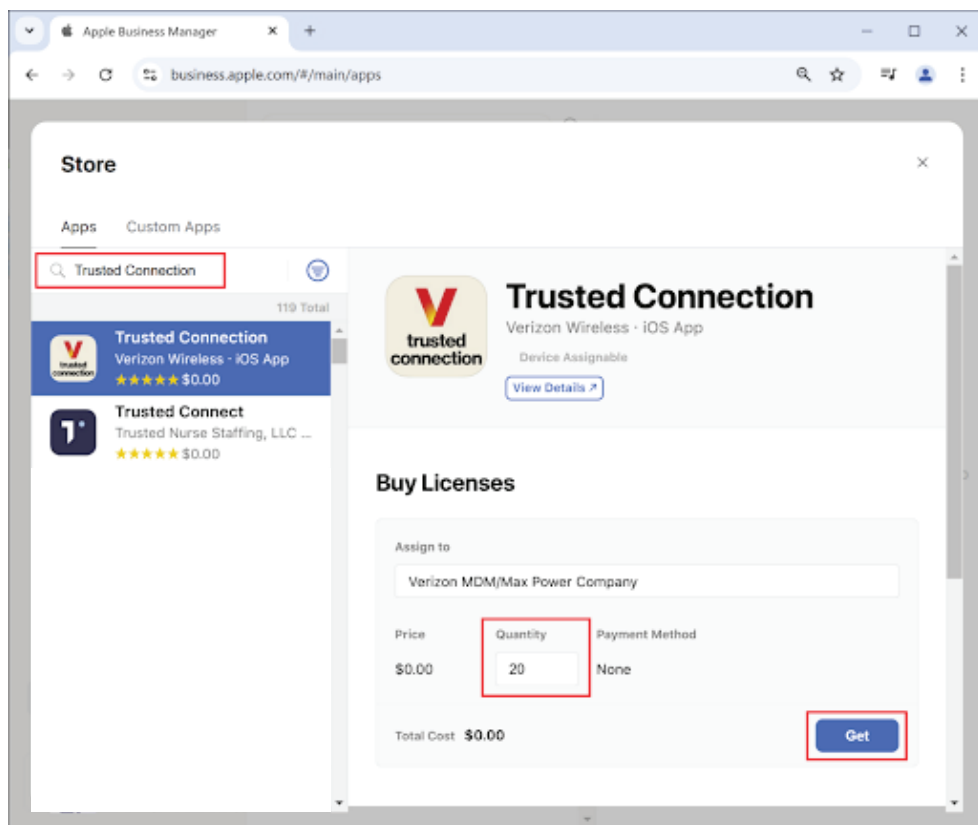 Apple Business Manager
business.apple.com/#/main/apps
Store
Apps Custom Apps
Trusted Connection
119 Total
Trusted Connection
Verizon Wireless · iOS App
$0.00
Trusted Connect
Trusted Nurse Staffing, LLC ...
$0.00
trusted
connection
Trusted Connection
Verizon Wireless · iOS App
Device Assignable
View Details
Buy Licenses
Assign to
Verizon MDM/Max Power Company
Price Quantity Payment Method
$0.00 20 None
Total Cost $0.00 Get